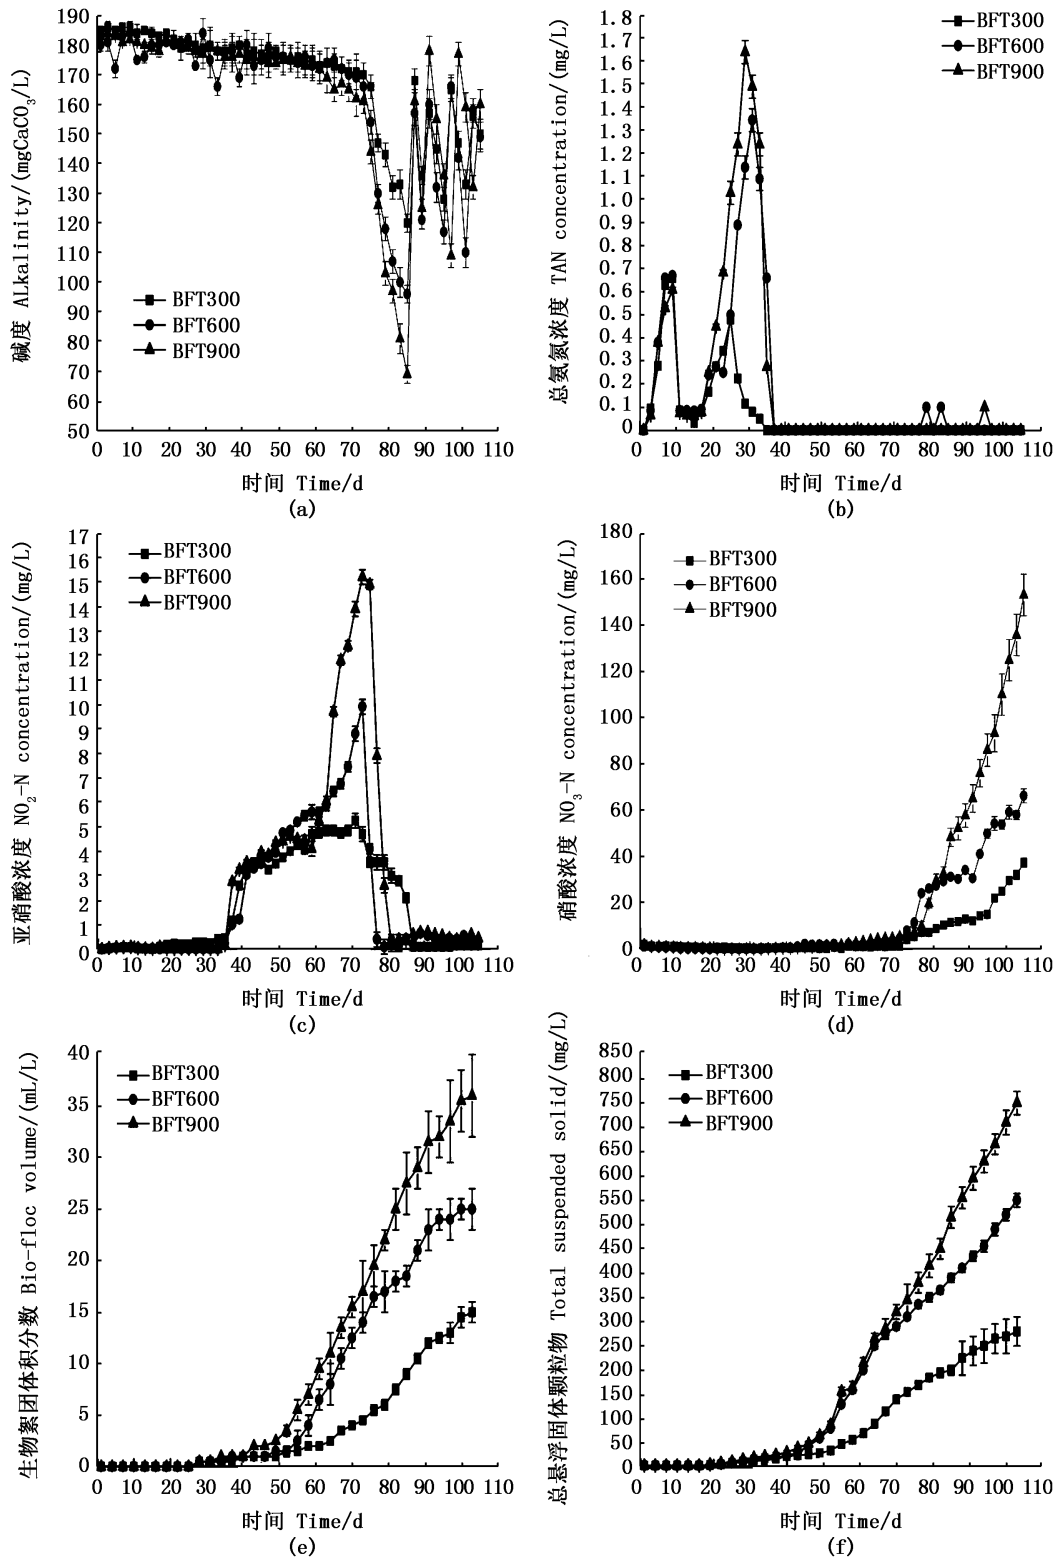 190
180
170
160
150
140
130
120
110
100
90
80
70
60
50
碱度 ALkalinity/(mgCaCO3/L)
BFT300
BFT600
BFT900
0 10 20 30 40 50 60 70 80 90 100 110
时间 Time/d
(a)
1.8
1.7
1.6
1.5
1.4
1.3
1.2
1.1
1.0
0.9
0.8
0.7
0.6
0.5
0.4
0.3
0.2
0.1
0
总氨氮浓度 TAN concentration/(mg/L)
BFT300
BFT600
BFT900
0 10 20 30 40 50 60 70 80 90 100 110
时间 Time/d
(b)
17
16
15
14
13
12
11
10
9
8
7
6
5
4
3
2
1
0
亚硝酸浓度 NO2-N concentration/(mg/L)
BFT300
BFT600
BFT900
0 10 20 30 40 50 60 70 80 90 100 110
时间 Time/d
(c)
180
160
140
120
100
80
60
40
20
0
硝酸浓度 NO3-N concentration/(mg/L)
BFT300
BFT600
BFT900
0 10 20 30 40 50 60 70 80 90 100 110
时间 Time/d
(d)
40
35
30
25
20
15
10
5
0
生物絮团体积分数 Bio-floc volume/(mL/L)
BFT300
BFT600
BFT900
0 10 20 30 40 50 60 70 80 90 100 110
时间 Time/d
(e)
850
800
750
700
650
600
550
500
450
400
350
300
250
200
150
100
50
0
总悬浮固体颗粒物 Total suspended solid/(mg/L)
BFT300
BFT600
BFT900
0 10 20 30 40 50 60 70 80 90 100 110
时间 Time/d
(f)